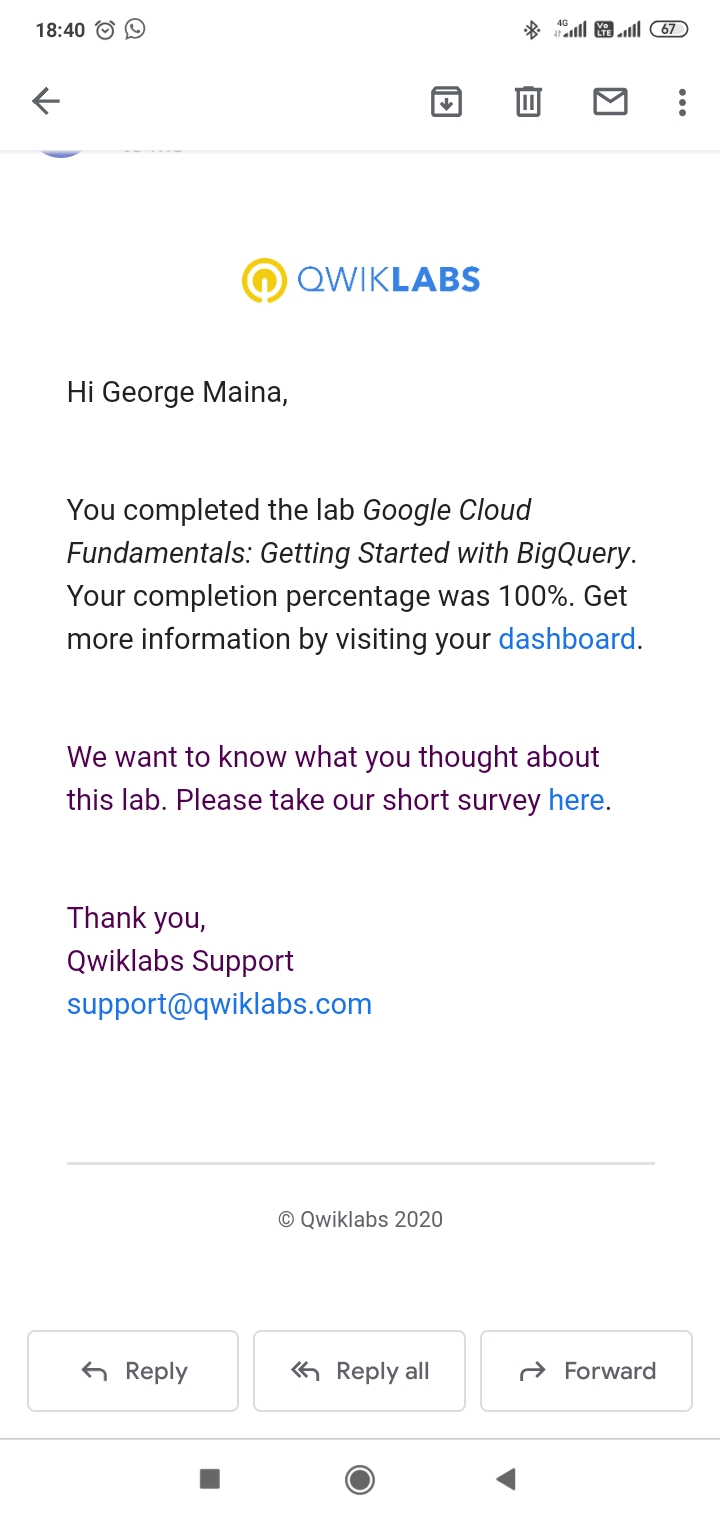 18:40 4G Vo LTE 67
QWIKLABS
Hi George Maina,
You completed the lab Google Cloud
Fundamentals: Getting Started with BigQuery.
Your completion percentage was 100%. Get
more information by visiting your dashboard.
We want to know what you thought about
this lab. Please take our short survey here.
Thank you,
Qwiklabs Support
support@qwiklabs.com
© Qwiklabs 2020
Reply Reply all Forward